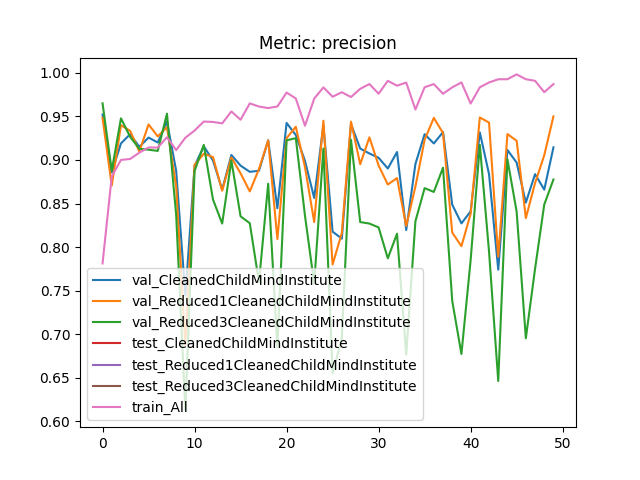 Metric: precision
1.00
0.95
0.90
0.85
0.80
0.75
0.70
0.65
0.60
val_CleanedChildMindInstitute
val_Reduced1CleanedChildMindInstitute
val_Reduced3CleanedChildMindInstitute
test_CleanedChildMindInstitute
test_Reduced1CleanedChildMindInstitute
test_Reduced3CleanedChildMindInstitute
train_All
0 10 20 30 40 50